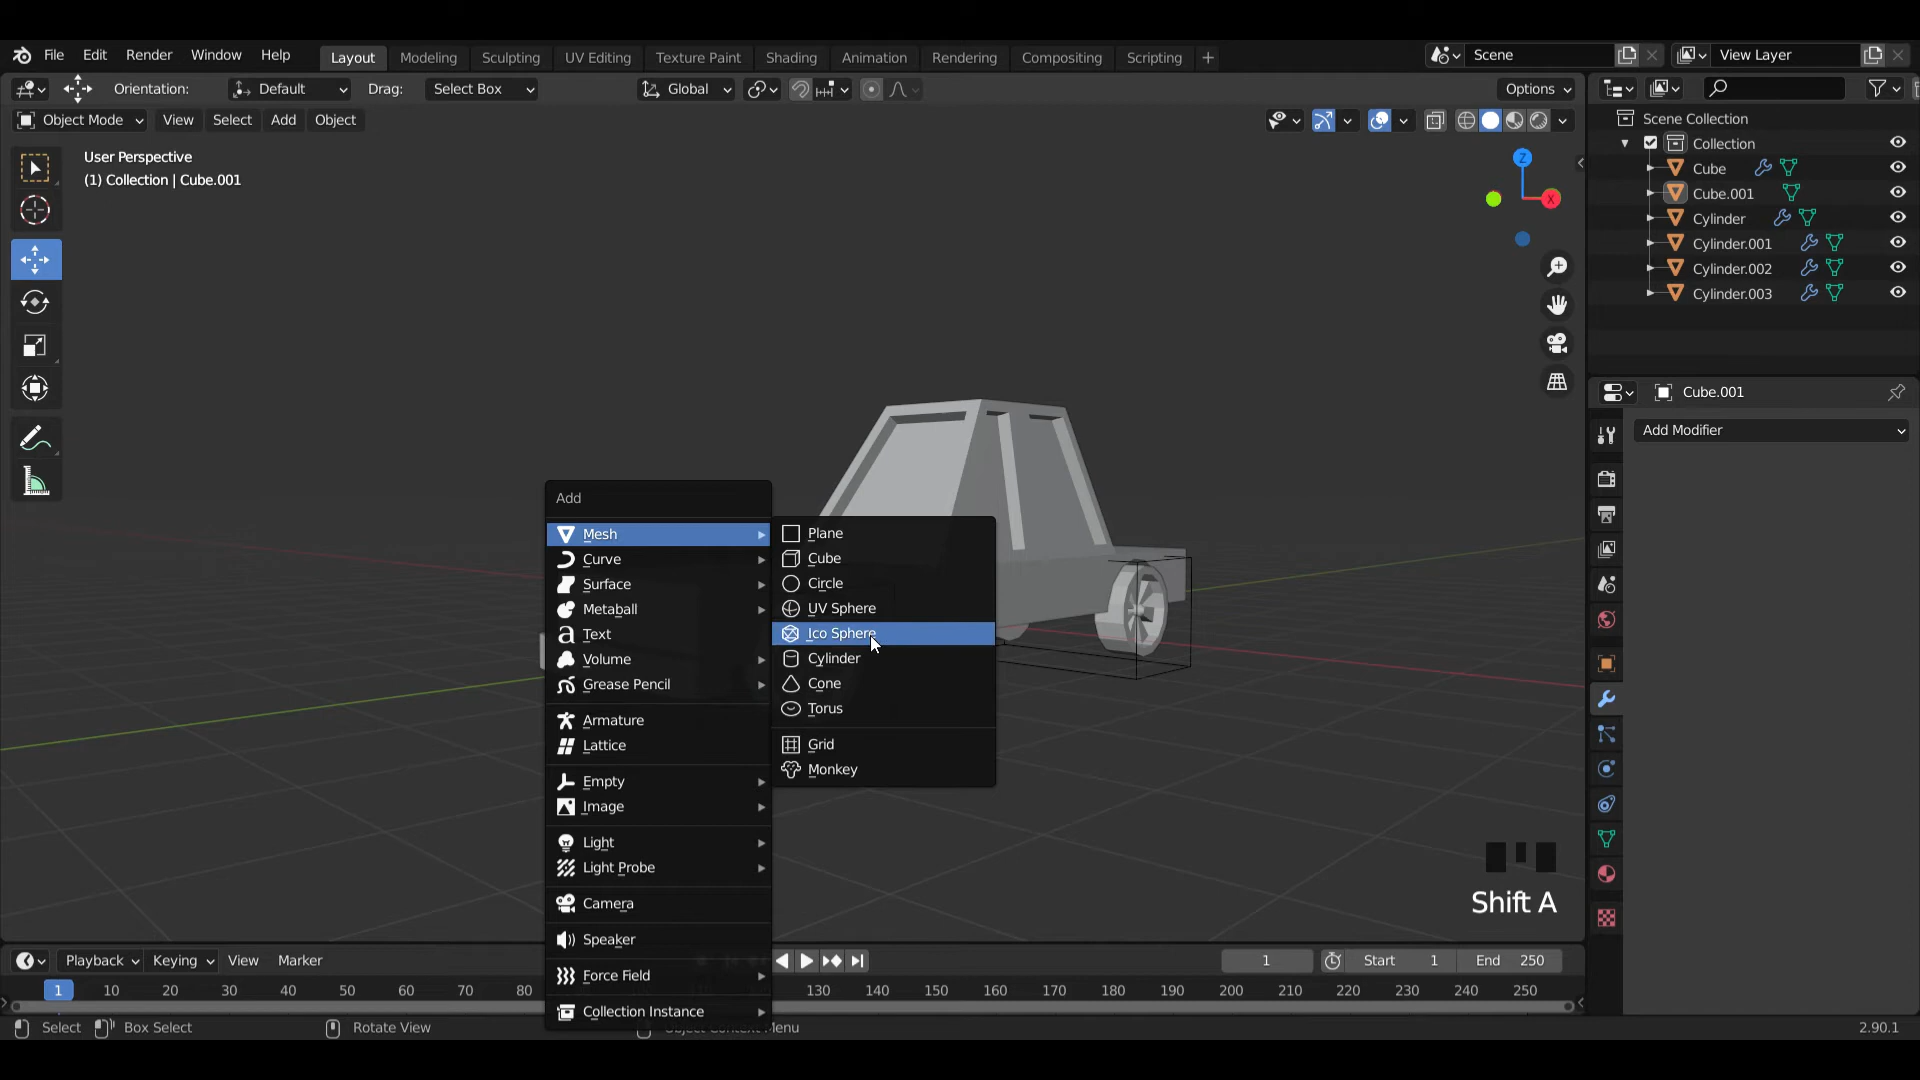 File Edit Render Window Help Layout Modeling Sculpting UV Editing Texture Paint Shading Animation Rendering Compositing Scripting + Scene View Layer
Orientation: Default Drag: Select Box Global Options
Object Mode View Select Add Object
User Perspective
(1) Collection | Cube.001
Z
X
Scene Collection
Collection
Cube
Cube.001
Cylinder
Cylinder.001
Cylinder.002
Cylinder.003
Cube.001
Add Modifier
Add
Mesh
Curve
Surface
Metaball
Text
Volume
Grease Pencil
Armature
Lattice
Empty
Image
Light
Light Probe
Camera
Speaker
Force Field
Collection Instance
Plane
Cube
Circle
UV Sphere
Ico Sphere
Cylinder
Cone
Torus
Grid
Monkey
Shift A
Playback Keying View Marker 1 Start 1 End 250
1 10 20 30 40 50 60 70 80 130 140 150 160 170 180 190 200 210 220 230 240 250
Select Box Select Rotate View Object Context Menu 2.90.1